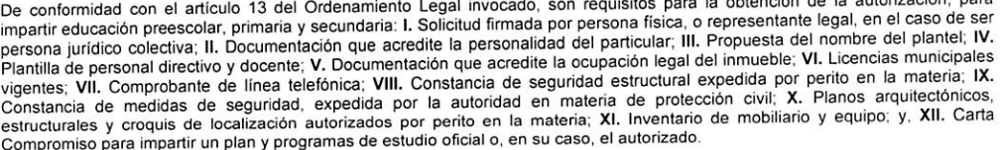 De conformidad con el artículo 13 del Ordenamiento Legal invocado, son requisitos para la obtención de la autorización, para
impartir educación preescolar, primaria y secundaria: I. Solicitud firmada por persona física, o representante legal, en el caso de ser
persona jurídico colectiva; II. Documentación que acredite la personalidad del particular; III. Propuesta del nombre del plantel; IV.
Plantilla de personal directivo y docente; V. Documentación que acredite la ocupación legal del inmueble; VI. Licencias municipales
vigentes; VII. Comprobante de línea telefónica; VIII. Constancia de seguridad estructural expedida por perito en la materia; IX.
Constancia de medidas de seguridad, expedida por la autoridad en materia de protección civil; X. Planos arquitectónicos,
estructurales y croquis de localización autorizados por perito en la materia; XI. Inventario de mobiliario y equipo; y, XII. Carta
Compromiso para impartir un plan y programas de estudio oficial o, en su caso, el autorizado.